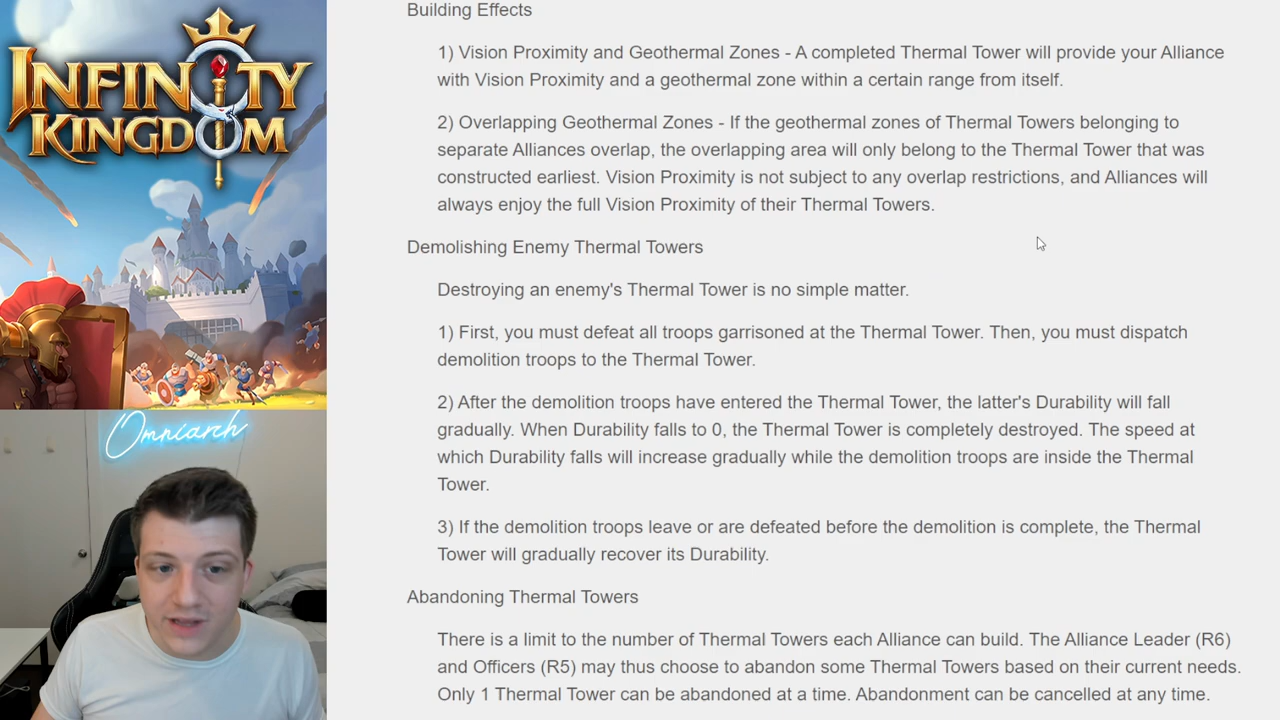 INFINITY
KINGDOM
Omniarch
Building Effects
1) Vision Proximity and Geothermal Zones - A completed Thermal Tower will provide your Alliance
with Vision Proximity and a geothermal zone within a certain range from itself.
2) Overlapping Geothermal Zones - If the geothermal zones of Thermal Towers belonging to
separate Alliances overlap, the overlapping area will only belong to the Thermal Tower that was
constructed earliest. Vision Proximity is not subject to any overlap restrictions, and Alliances will
always enjoy the full Vision Proximity of their Thermal Towers.
Demolishing Enemy Thermal Towers
Destroying an enemy's Thermal Tower is no simple matter.
1) First, you must defeat all troops garrisoned at the Thermal Tower. Then, you must dispatch
demolition troops to the Thermal Tower.
2) After the demolition troops have entered the Thermal Tower, the latter's Durability will fall
gradually. When Durability falls to 0, the Thermal Tower is completely destroyed. The speed at
which Durability falls will increase gradually while the demolition troops are inside the Thermal
Tower.
3) If the demolition troops leave or are defeated before the demolition is complete, the Thermal
Tower will gradually recover its Durability.
Abandoning Thermal Towers
There is a limit to the number of Thermal Towers each Alliance can build. The Alliance Leader (R6)
and Officers (R5) may thus choose to abandon some Thermal Towers based on their current needs.
Only 1 Thermal Tower can be abandoned at a time. Abandonment can be cancelled at any time.